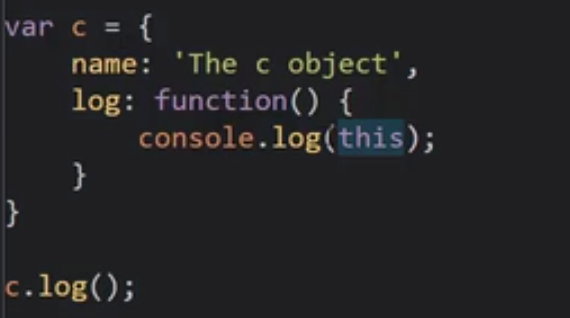 var c = {
    name: 'The c object',
    log: function() {
        console.log(this);
    }
}
c.log();